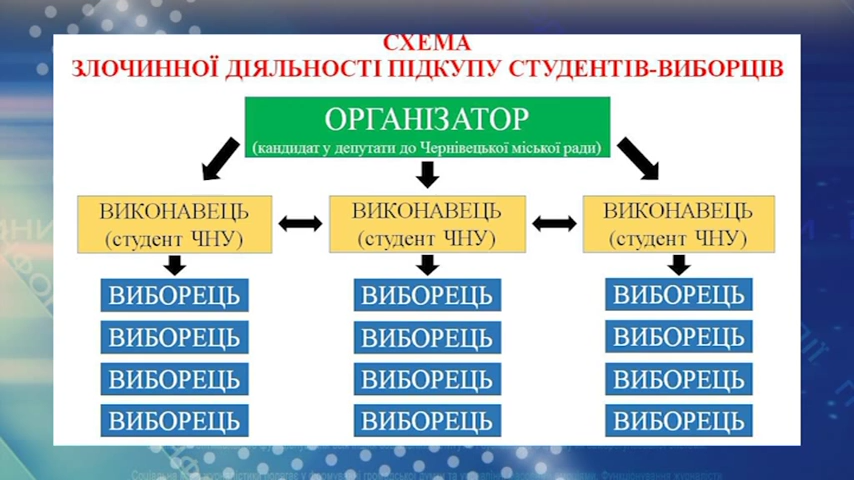 СХЕМА
ЗЛОЧИННОЇ ДІЯЛЬНОСТІ ПІДКУПУ СТУДЕНТІВ-ВИБОРЦІВ
ОРГАНІЗАТОР
(кандидат у депутати до Чернівецької міської ради)
ВИКОНАВЕЦЬ
(студент ЧНУ)
ВИКОНАВЕЦЬ
(студент ЧНУ)
ВИКОНАВЕЦЬ
(студент ЧНУ)
ВИБОРЕЦЬ ВИБОРЕЦЬ ВИБОРЕЦЬ
ВИБОРЕЦЬ ВИБОРЕЦЬ ВИБОРЕЦЬ
ВИБОРЕЦЬ ВИБОРЕЦЬ ВИБОРЕЦЬ
ВИБОРЕЦЬ ВИБОРЕЦЬ ВИБОРЕЦЬ